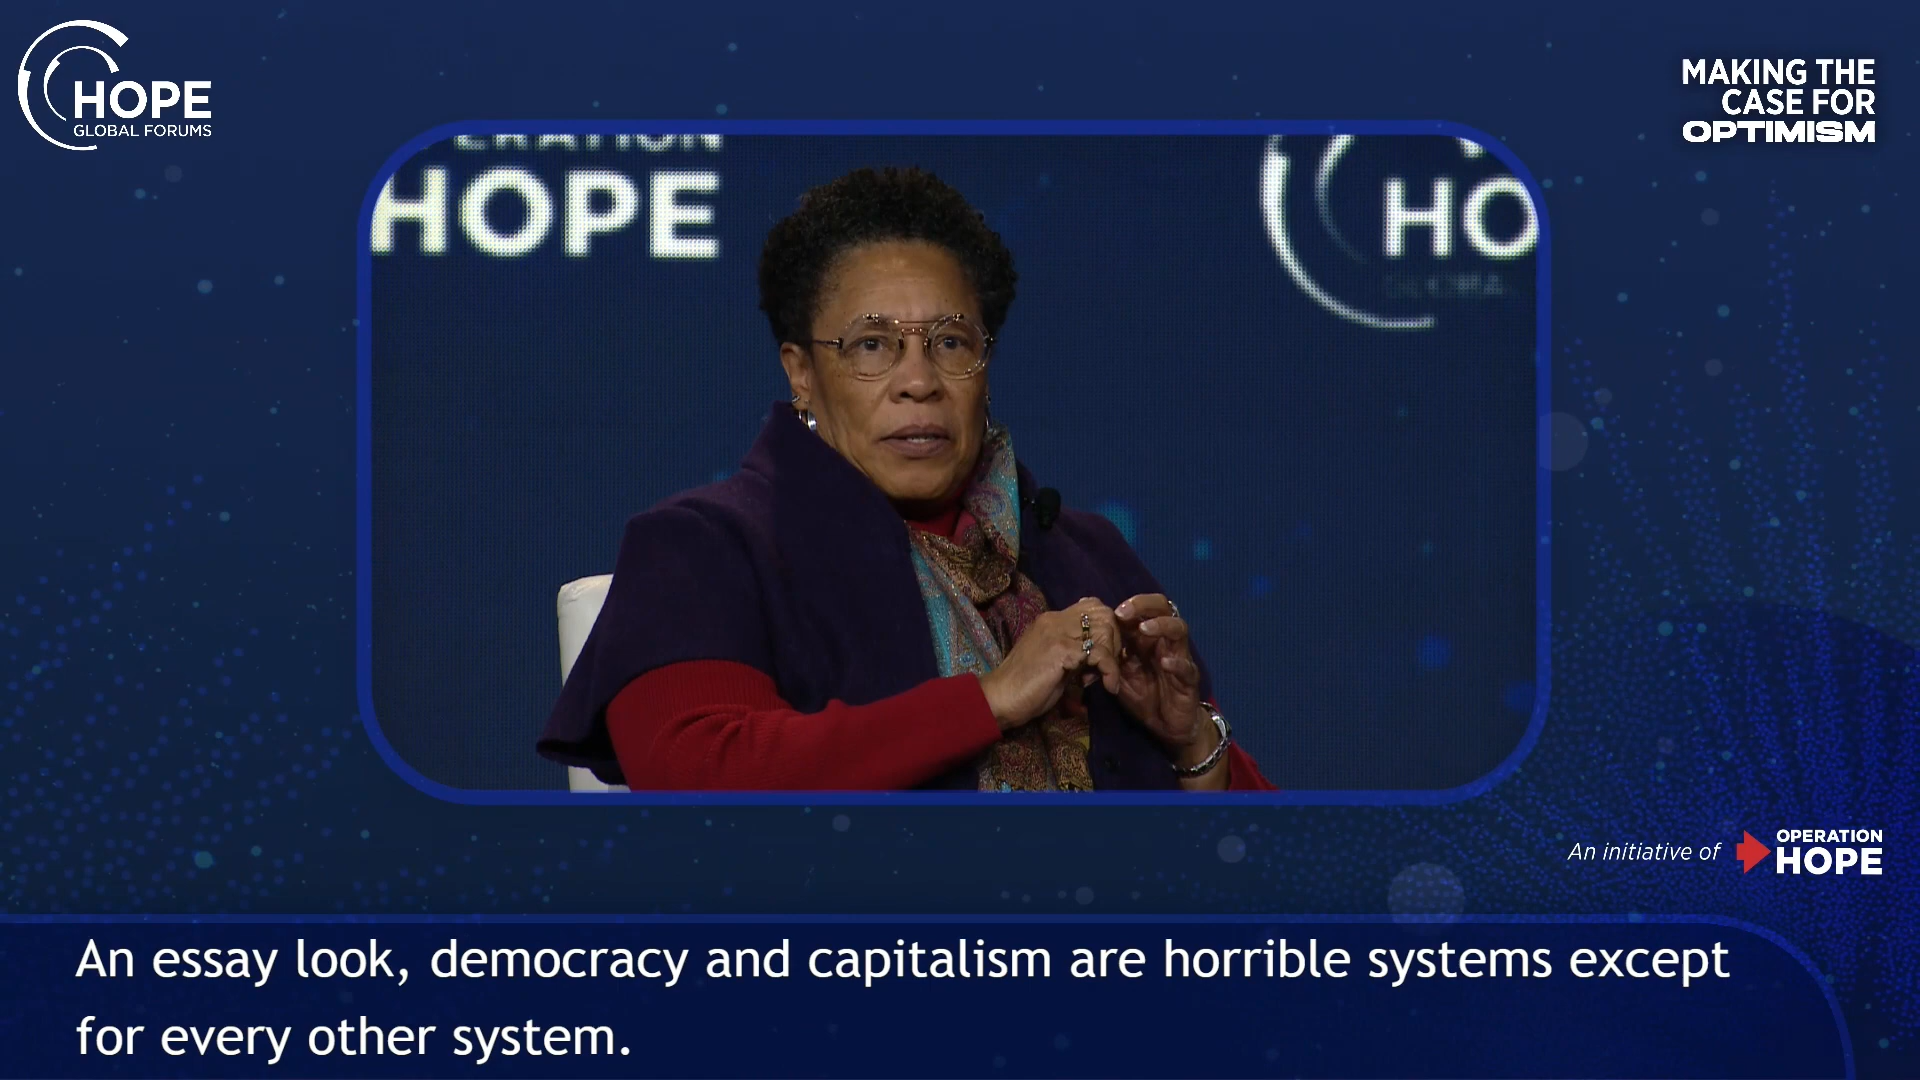 HOPE
GLOBAL FORUMS
MAKING THE
CASE FOR
OPTIMISM
HOPE
HO
An initiative of
OPERATION
HOPE
An essay look, democracy and capitalism are horrible systems except
for every other system.